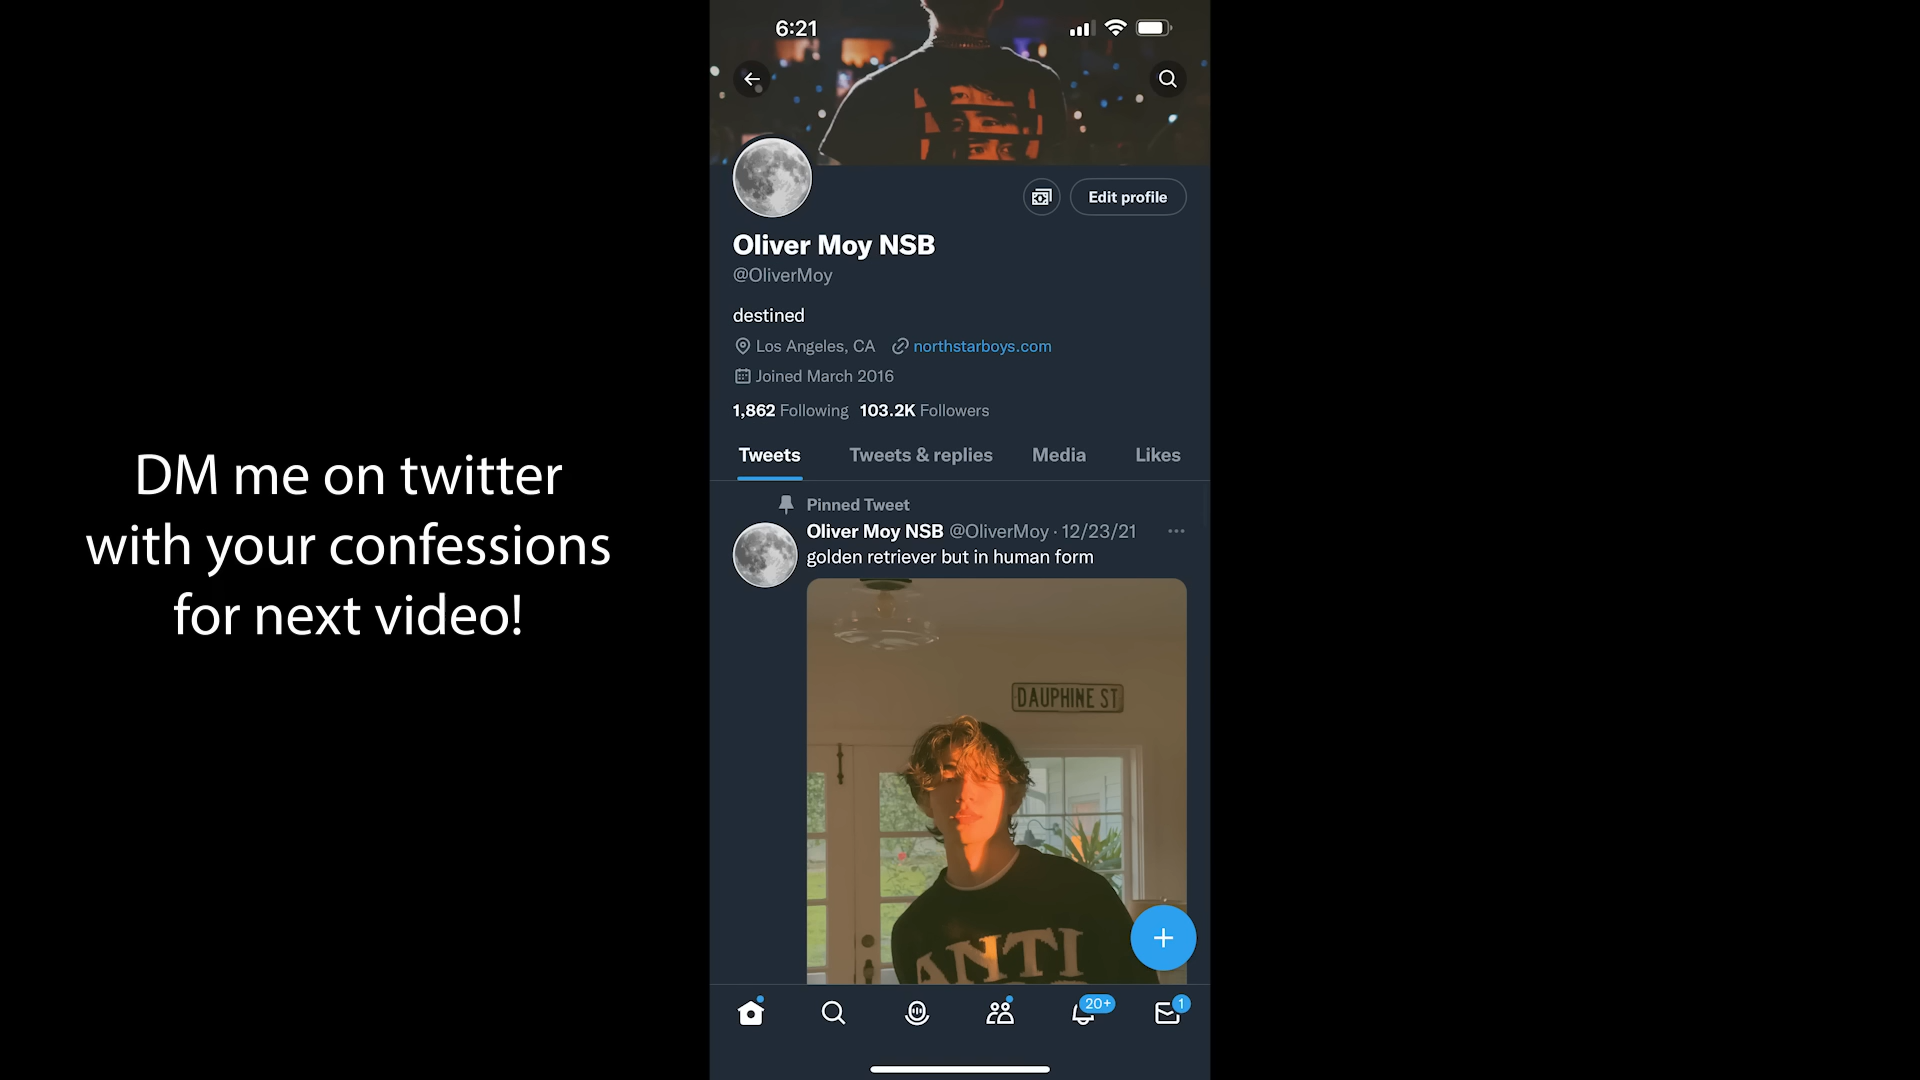 6:21
Edit profile
Oliver Moy NSB
@OliverMoy
destined
Los Angeles, CA northstarboys.com
Joined March 2016
1,862 Following 103.2K Followers
Tweets Tweets & replies Media Likes
Pinned Tweet
Oliver Moy NSB @OliverMoy · 12/23/21
golden retriever but in human form
DAUPHINE ST
ANTI
20+ 1
DM me on twitter
with your confessions
for next video!